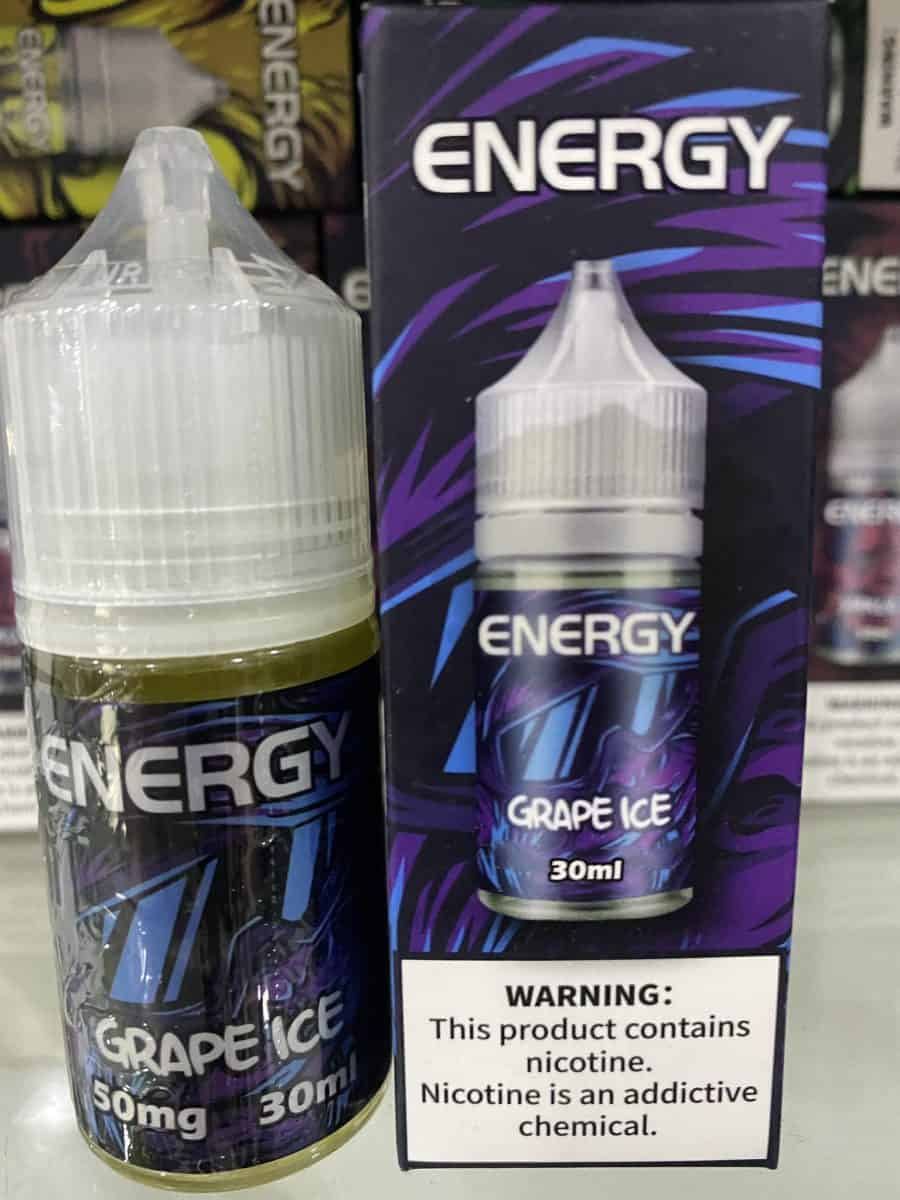 ENERGY
ENERGY
ENERGY
ENERGY
GRAPE ICE
30ml
WARNING:
This product contains
nicotine.
Nicotine is an addictive
chemical.
ENERGY
GRAPE ICE
50mg 30ml